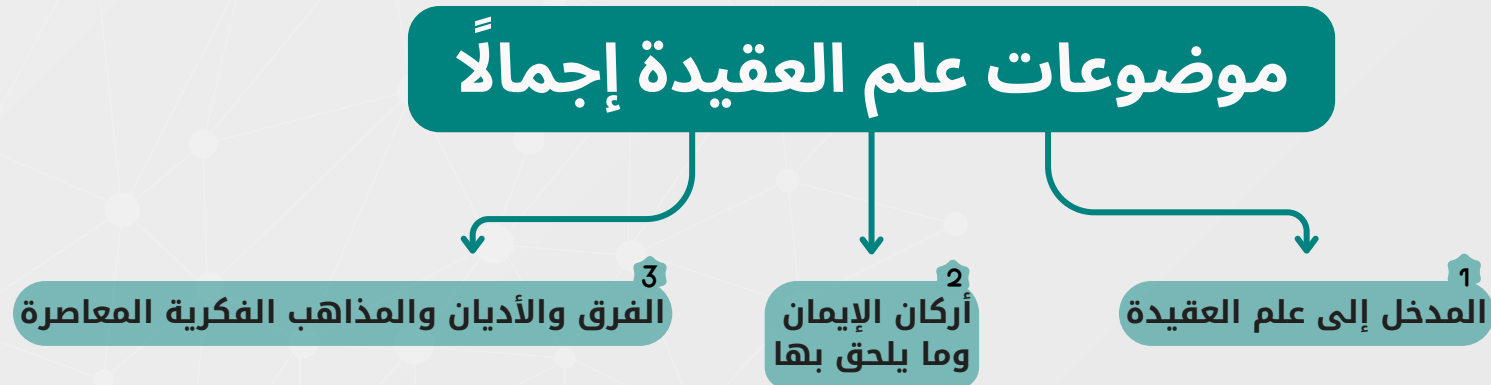 موضوعات علم العقيدة إجمالًا
1
المدخل إلى علم العقيدة
2
أركان الإيمان
وما يلحق بها
3
الفرق والأديان والمذاهب الفكرية المعاصرة